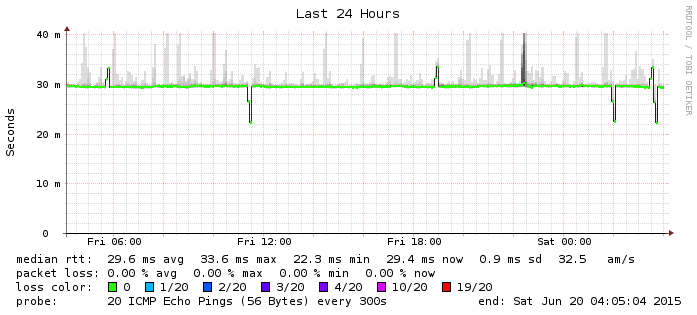 Last 24 Hours
RRDTOOL / TOBI OETIKER
Seconds
40 m
30 m
20 m
10 m
0
Fri 06:00 Fri 12:00 Fri 18:00 Sat 00:00
median rtt: 29.6 ms avg 33.6 ms max 22.3 ms min 29.4 ms now 0.9 ms sd 32.5 am/s
packet loss: 0.00 % avg 0.00 % max 0.00 % min 0.00 % now
loss color: 0 1/20 2/20 3/20 4/20 10/20 19/20
probe: 20 ICMP Echo Pings (56 Bytes) every 300s end: Sat Jun 20 04:05:04 2015